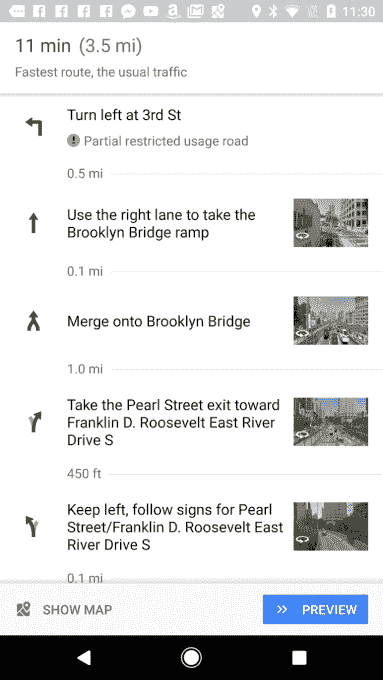 11:30
11 min (3.5 mi)
Fastest route, the usual traffic
Turn left at 3rd St
Partial restricted usage road
0.5 mi
Use the right lane to take the
Brooklyn Bridge ramp
0.1 mi
Merge onto Brooklyn Bridge
1.0 mi
Take the Pearl Street exit toward
Franklin D. Roosevelt East River
Drive S
450 ft
Keep left, follow signs for Pearl
Street/Franklin D. Roosevelt East
River Drive S
0.1 mi
SHOW MAP
PREVIEW